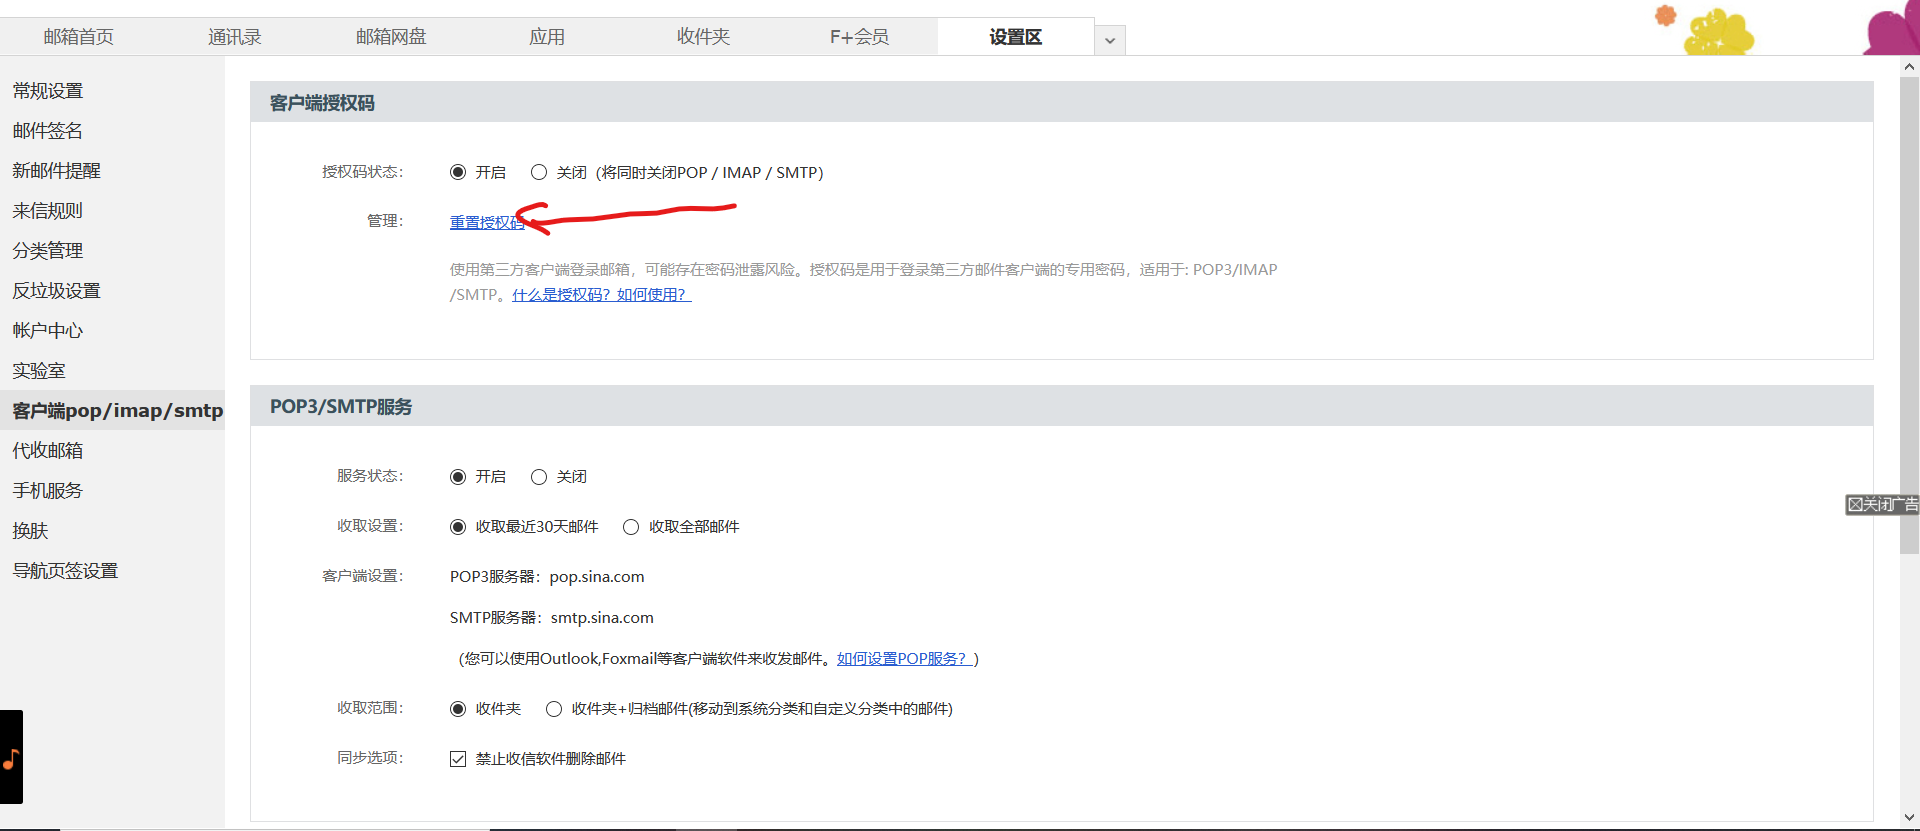 邮箱首页 通讯录 邮箱网盘 应用 收件夹 F+会员 设置区
常规设置
邮件签名
新邮件提醒
来信规则
分类管理
反垃圾设置
帐户中心
实验室
客户端pop/imap/smtp
代收邮箱
手机服务
换肤
导航页签设置
客户端授权码
授权码状态： 开启 关闭（将同时关闭POP / IMAP / SMTP）
管理： 重置授权码
使用第三方客户端登录邮箱，可能存在密码泄露风险。授权码是用于登录第三方邮件客户端的专用密码，适用于: POP3/IMAP
/SMTP。什么是授权码？如何使用？
POP3/SMTP服务
服务状态： 开启 关闭
收取设置： 收取最近30天邮件 收取全部邮件
客户端设置： POP3服务器：pop.sina.com
SMTP服务器：smtp.sina.com
（您可以使用Outlook,Foxmail等客户端软件来收发邮件。如何设置POP服务？）
收取范围： 收件夹 收件夹+归档邮件(移动到系统分类和自定义分类中的邮件)
同步选项： 禁止收信软件删除邮件
关闭广告